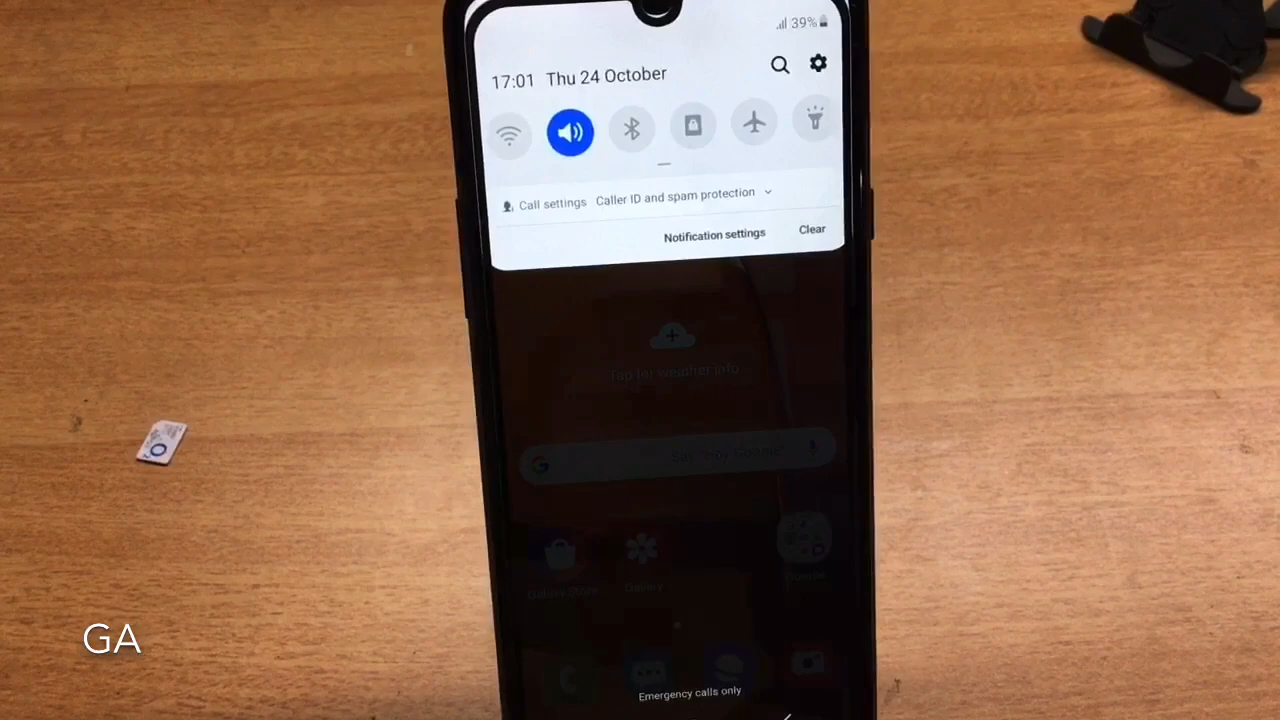 39%
17:01 Thu 24 October
Call settings Caller ID and spam protection
Notification settings Clear
Tap for weather info
Say "Hey Google"
Galaxy Store Gallery
GA
Emergency calls only